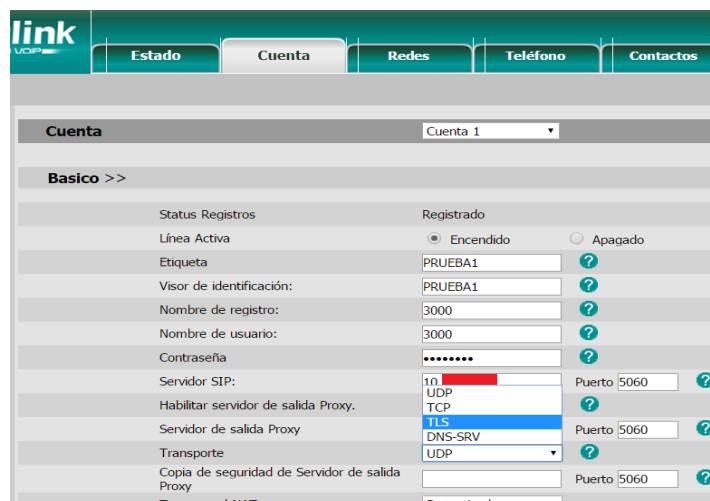 link
VOIP
Estado Cuenta Redes Teléfono Contactos
Cuenta Cuenta 1
Basico >>
Status Registros Registrado
Línea Activa Encendido Apagado
Etiqueta PRUEBA1 ?
Visor de identificación: PRUEBA1 ?
Nombre de registro: 3000 ?
Nombre de usuario: 3000 ?
Contraseña •••••••• ?
Servidor SIP: 10 Puerto 5060 ?
UDP
Habilitar servidor de salida Proxy. TCP ?
TLS
Servidor de salida Proxy Puerto 5060 ?
DNS-SRV
Transporte UDP ?
Copia de seguridad de Servidor de salida
Proxy Puerto 5060 ?